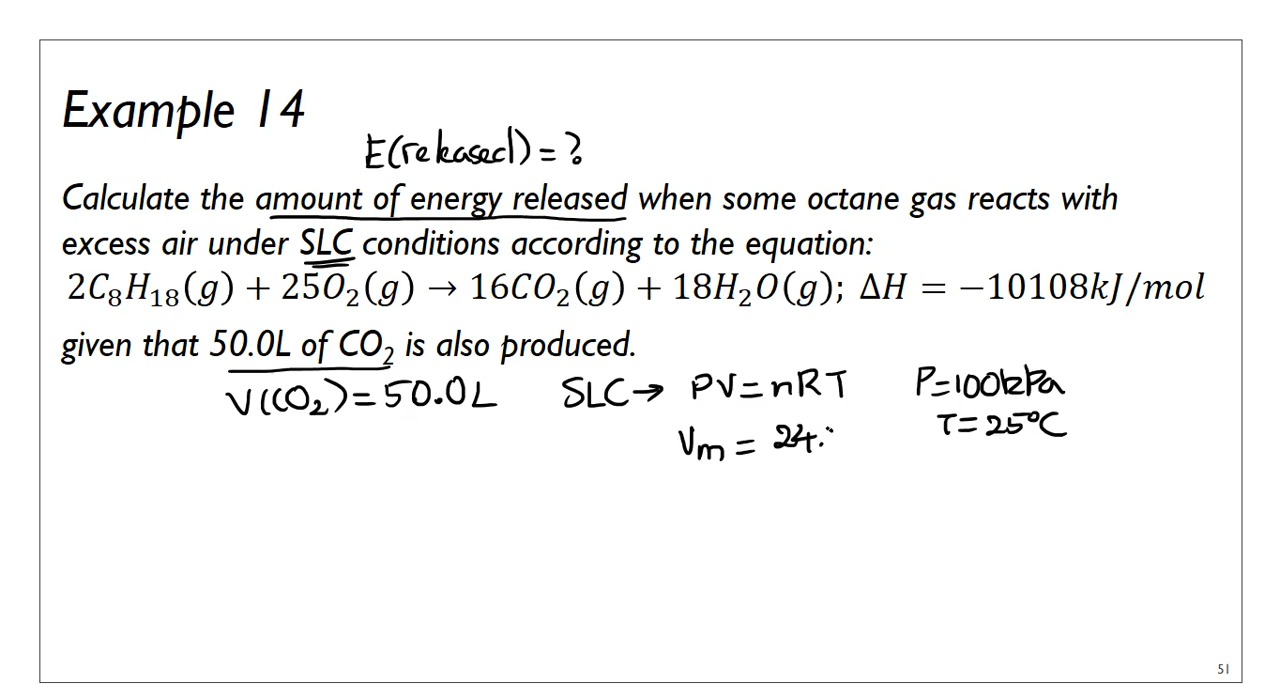 Example 14
E(released) = ?
Calculate the amount of energy released when some octane gas reacts with
excess air under SLC conditions according to the equation:
2C₈H₁₈(g) + 25O₂(g) → 16CO₂(g) + 18H₂O(g); ΔH = −10108kJ/mol
given that 50.0L of CO₂ is also produced.
V(CO₂) = 50.0L SLC → PV = nRT P = 100kPa
Vm = 24. T = 25°C
51